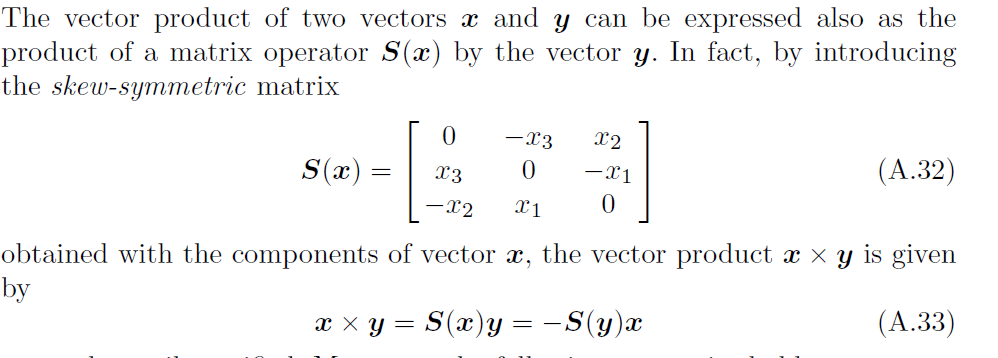 The vector product of two vectors x and y can be expressed also as the
product of a matrix operator S(x) by the vector y. In fact, by introducing
the skew-symmetric matrix
S(x) = [ 0 −x3 x2
x3 0 −x1
−x2 x1 0 ] (A.32)
obtained with the components of vector x, the vector product x × y is given
by
x × y = S(x)y = −S(y)x (A.33)